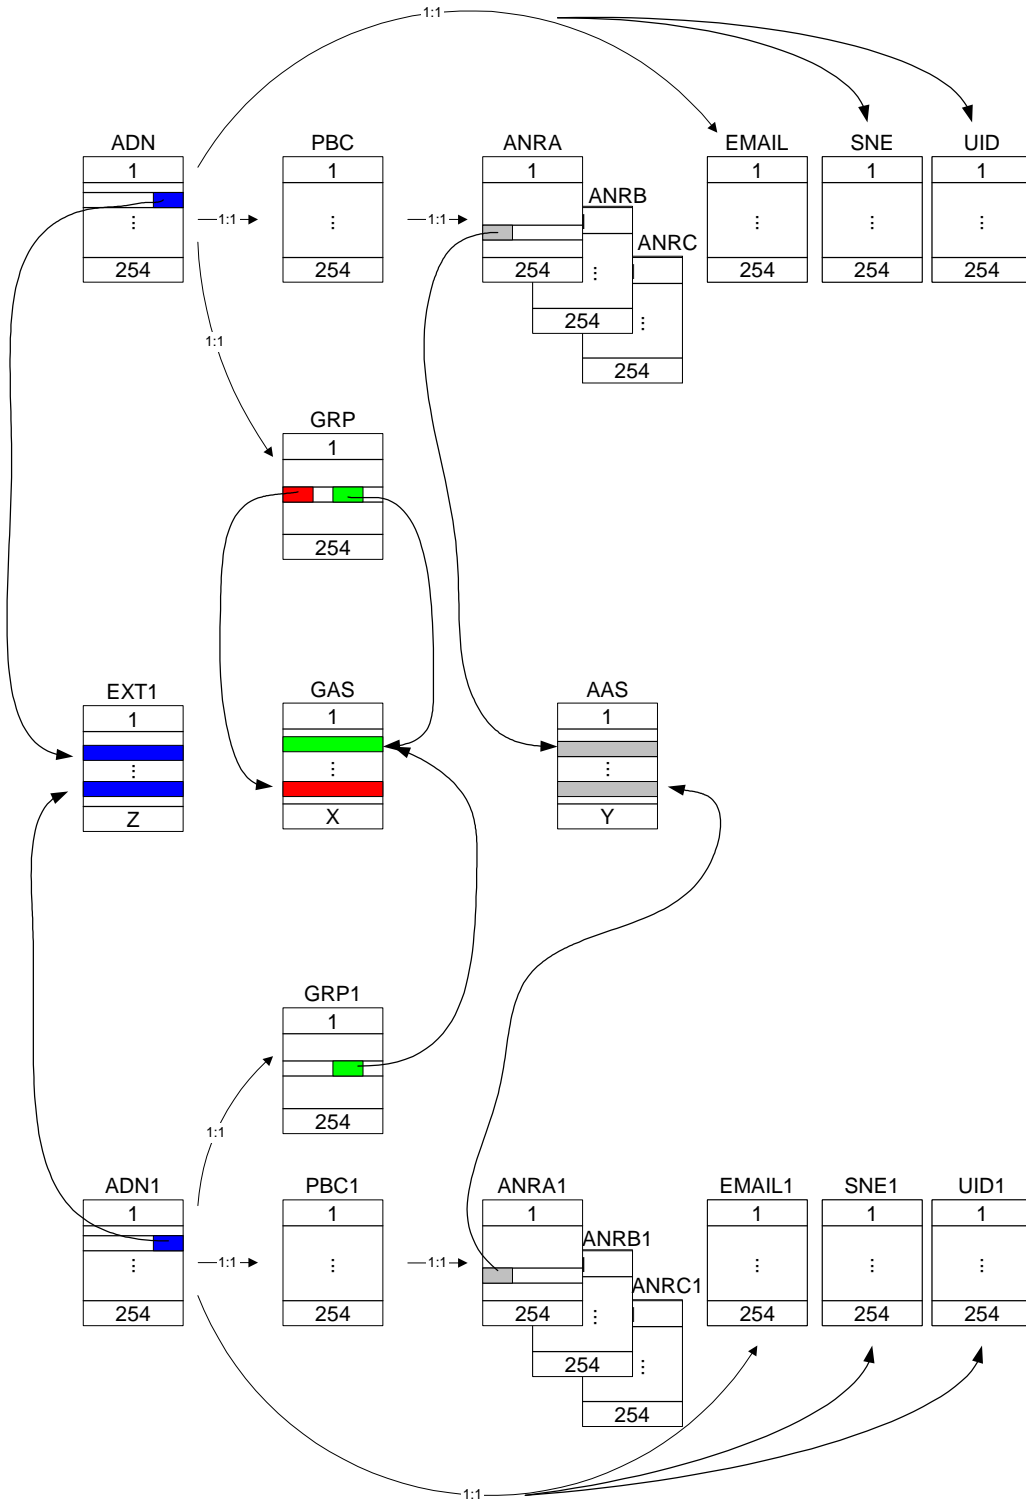 1:1
ADN PBC ANRA EMAIL SNE UID
1 1 1 1 1 1
ANRB
⋮ 1:1 ⋮ 1:1 ⋮ ⋮ ⋮
ANRC
254 254 254 254 254 254
⋮
254 ⋮
1:1
254
GRP
1
254
EXT1 GAS AAS
1 1 1
⋮ ⋮ ⋮
Z X Y
GRP1
1
254
1:1
ADN1 PBC1 ANRA1 EMAIL1 SNE1 UID1
1 1 1 1 1 1
ANRB1
⋮ 1:1 ⋮ 1:1 ⋮ ⋮ ⋮
ANRC1
254 254 254 254 254 254
⋮
254 ⋮
254
1:1